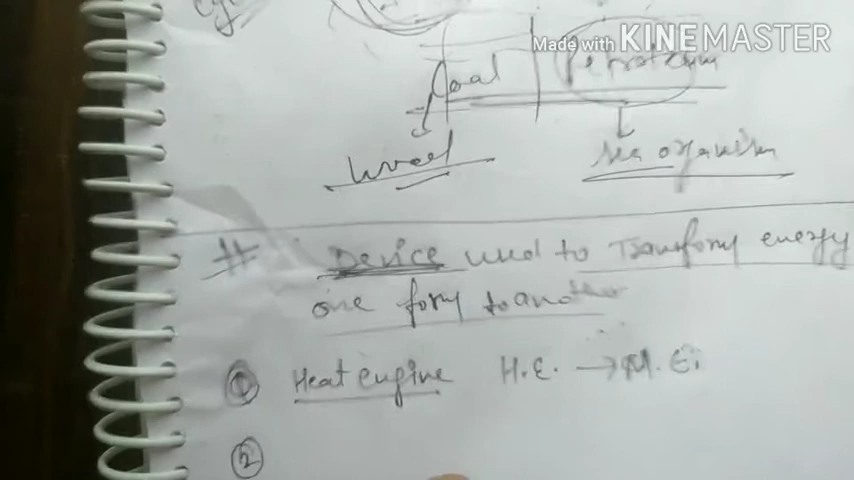 Made with KINEMASTER
Coal | Petroleum
wood sea organism
# Device used to Transform energy
one form to another
① Heat engine H.E. → M.E.
②